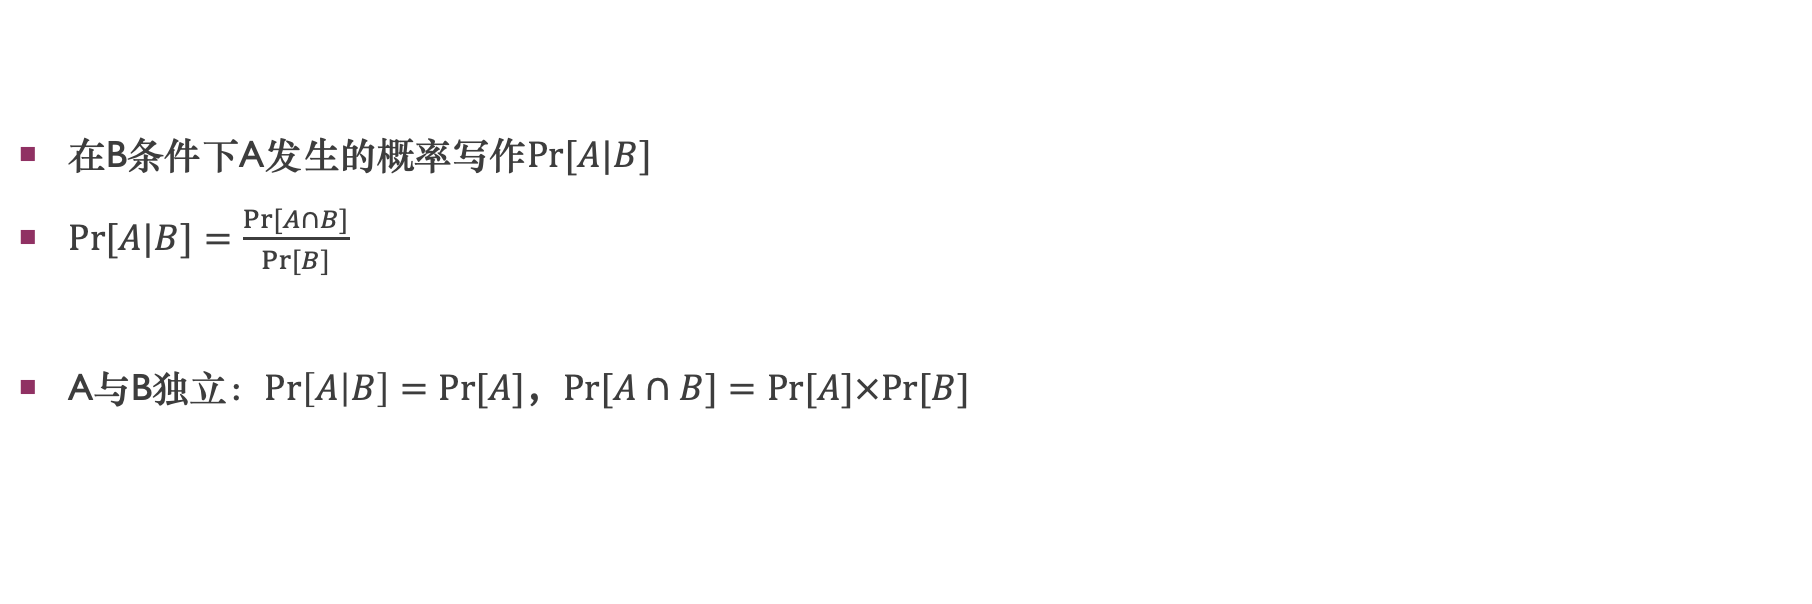 在B条件下A发生的概率写作Pr[A|B]
Pr[A|B] = Pr[A∩B] / Pr[B]
A与B独立：Pr[A|B] = Pr[A]，Pr[A ∩ B] = Pr[A]×Pr[B]